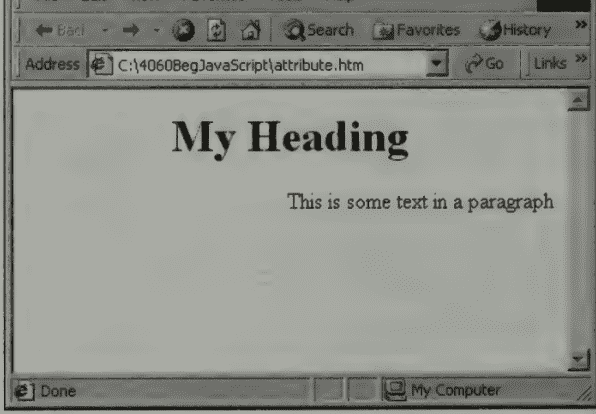 Back Search Favorites History »
Address C:\4060BegJavaScript\attribute.htm Go Links »
My Heading
This is some text in a paragraph
Done My Computer